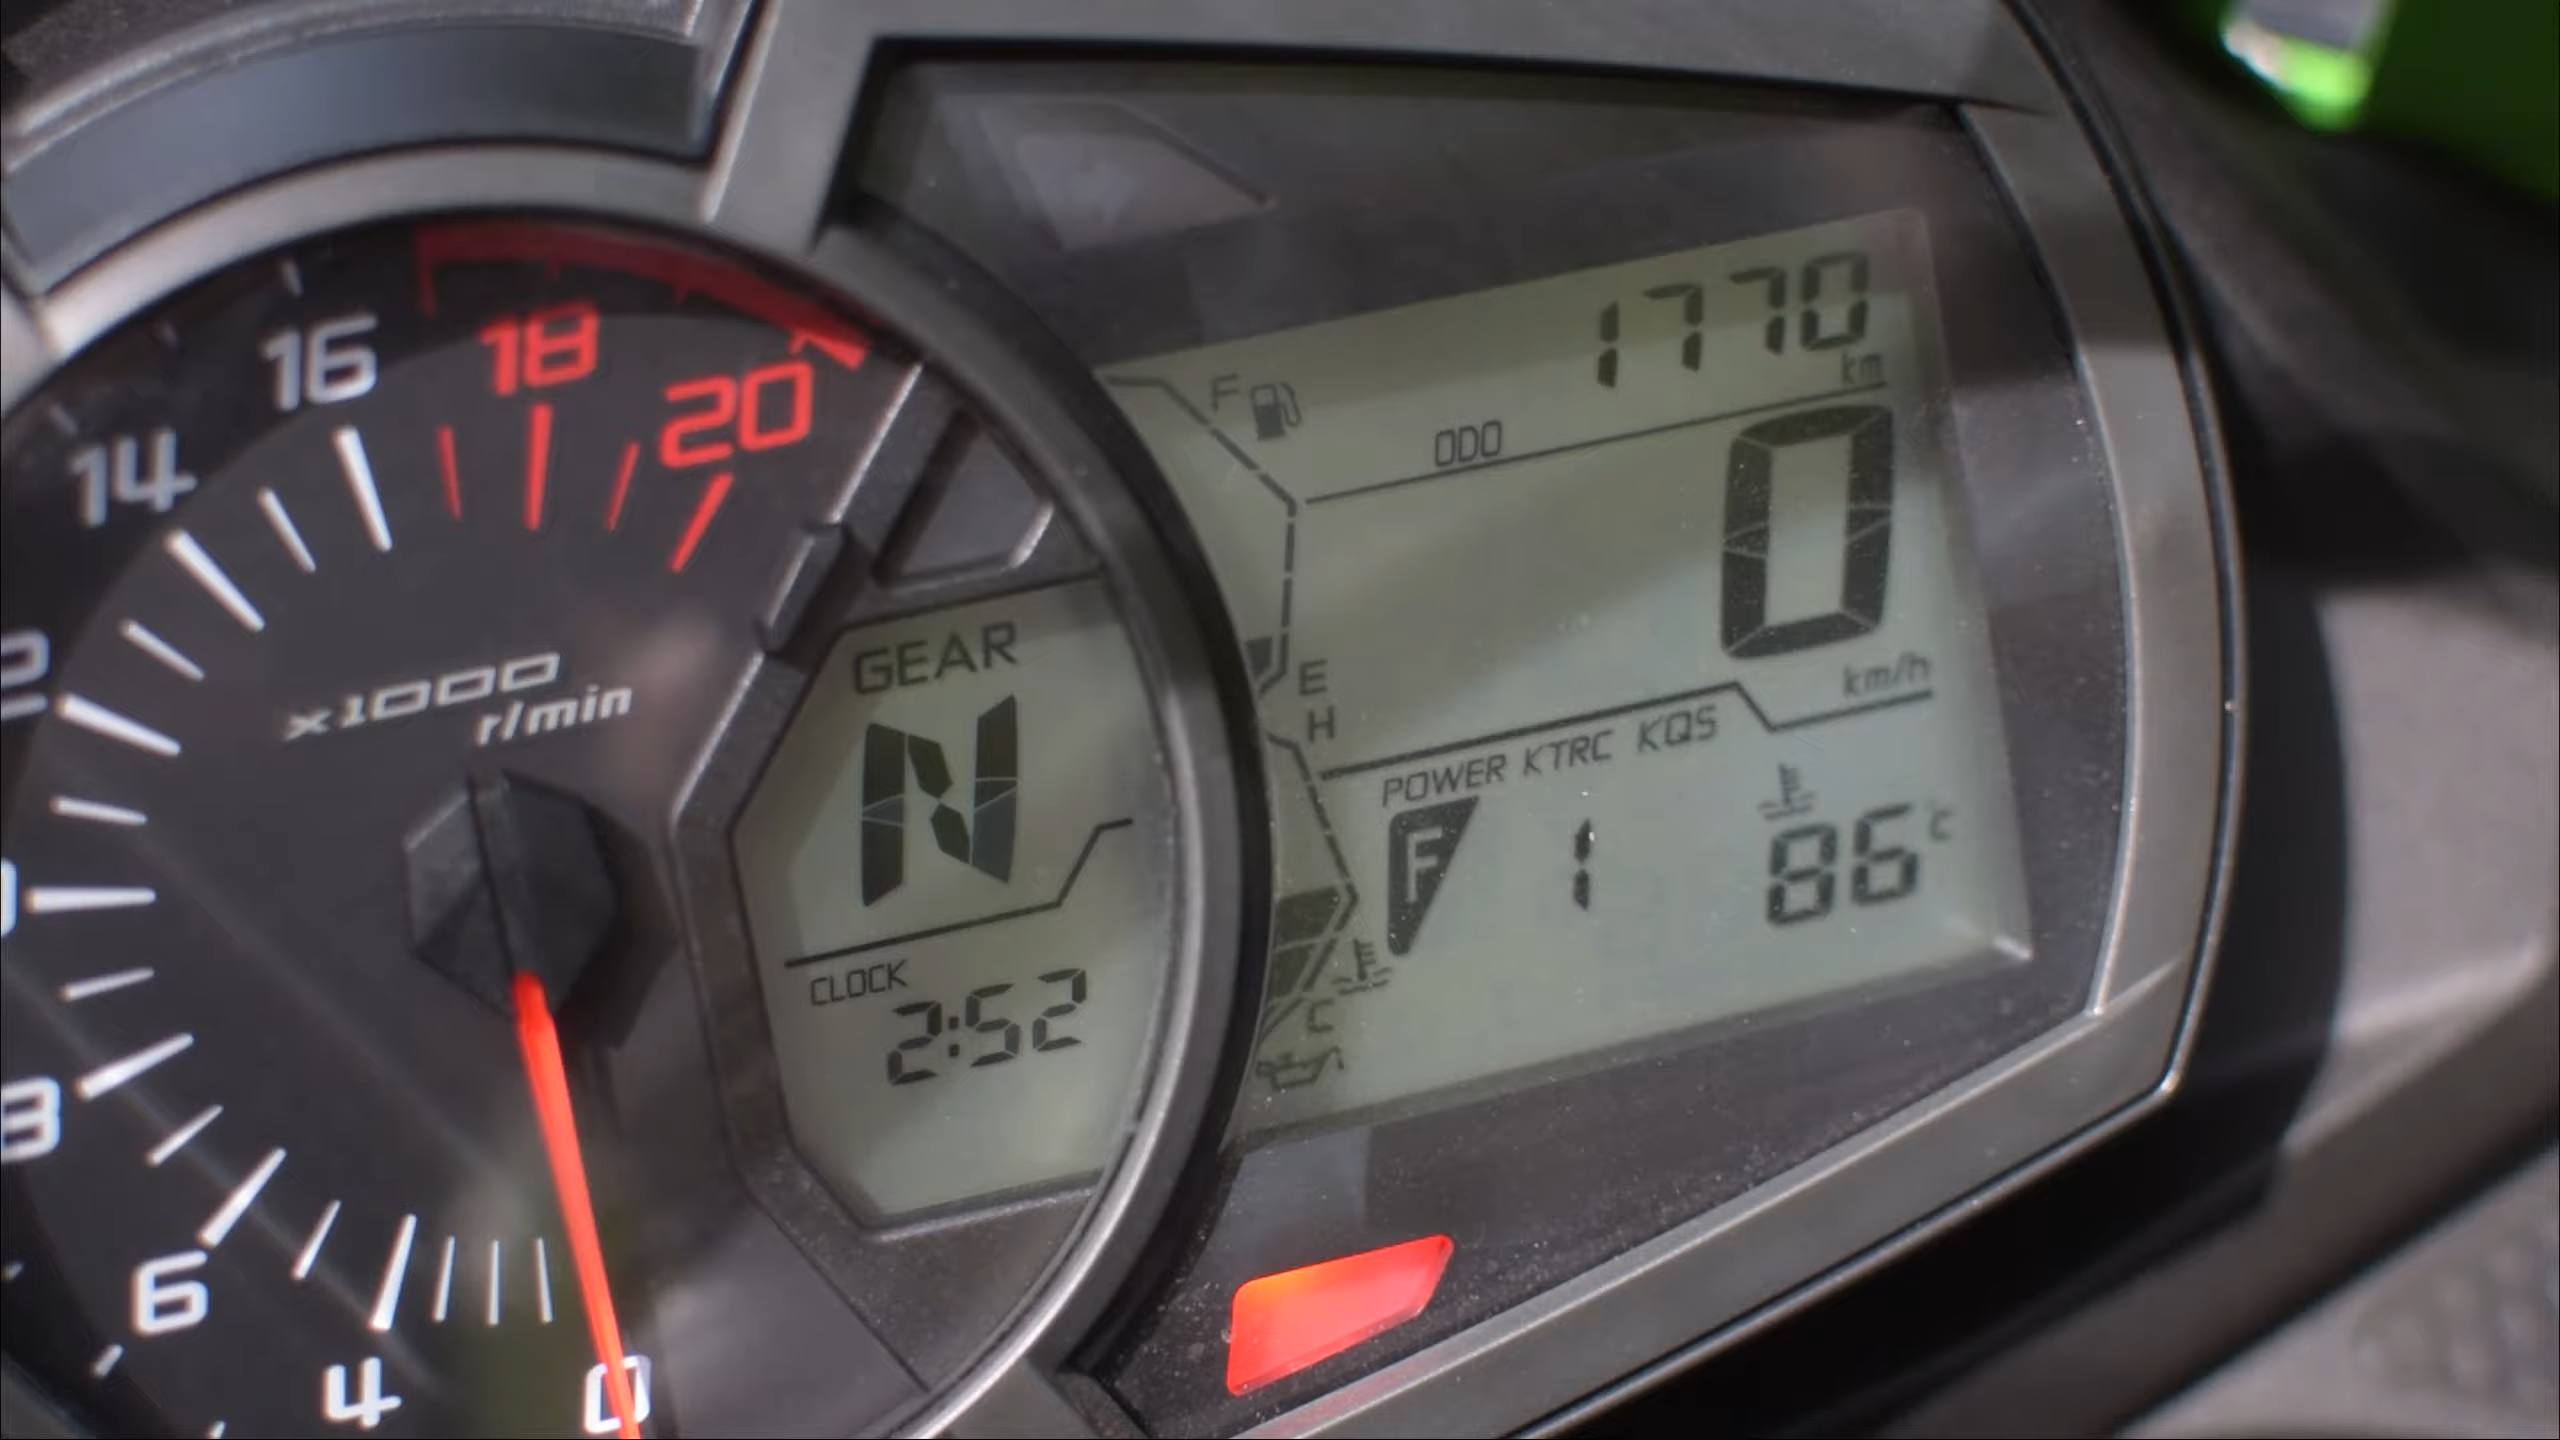 16
18
20
14
x1000
r/min
6
4
0
GEAR
N
CLOCK
2:52
1770
km
F
ODO
0
km/h
E
H
POWER KTRC KQS
F
1
86 °C
C